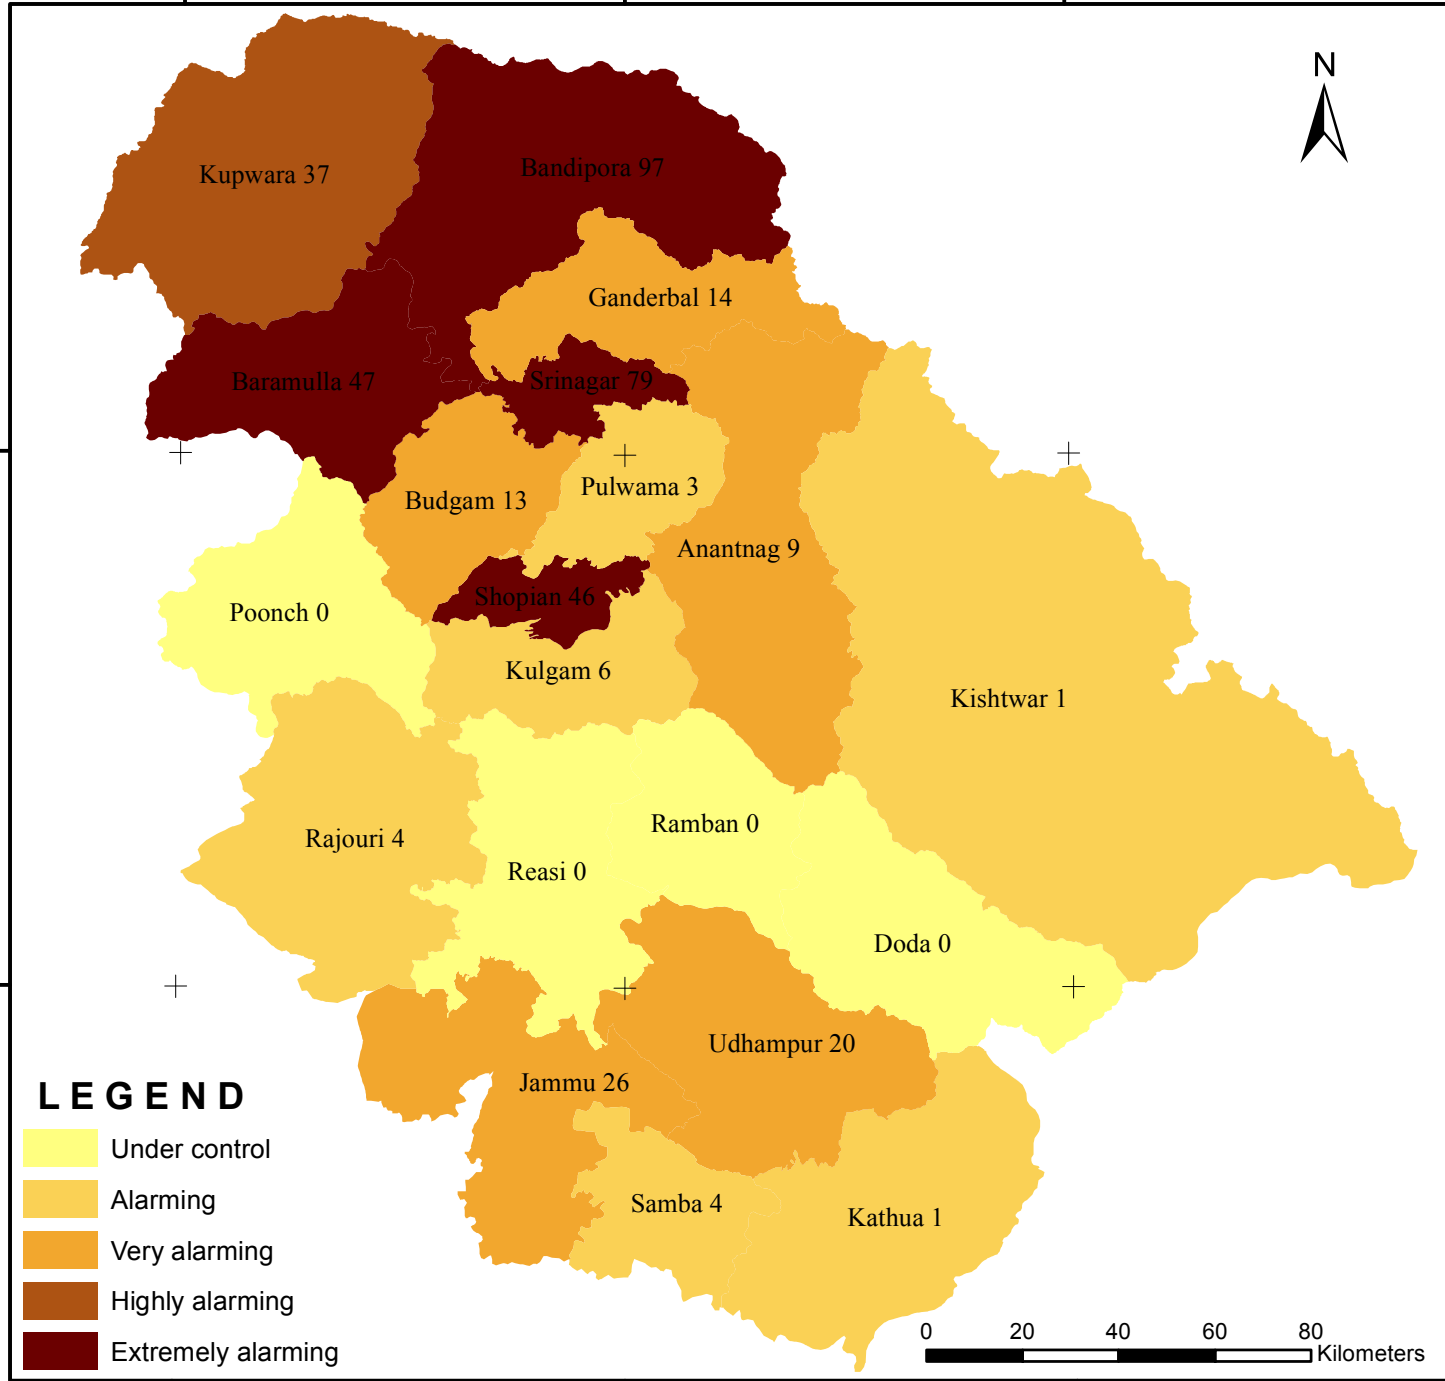 N
Kupwara 37
Bandipora 97
Ganderbal 14
Baramulla 47
Srinagar 79
Budgam 13
Pulwama 3
Anantnag 9
Shopian 46
Poonch 0
Kulgam 6
Kishtwar 1
Ramban 0
Rajouri 4
Reasi 0
Doda 0
Udhampur 20
Jammu 26
Samba 4
Kathua 1
LEGEND
Under control
Alarming
Very alarming
Highly alarming
Extremely alarming
0 20 40 60 80
Kilometers